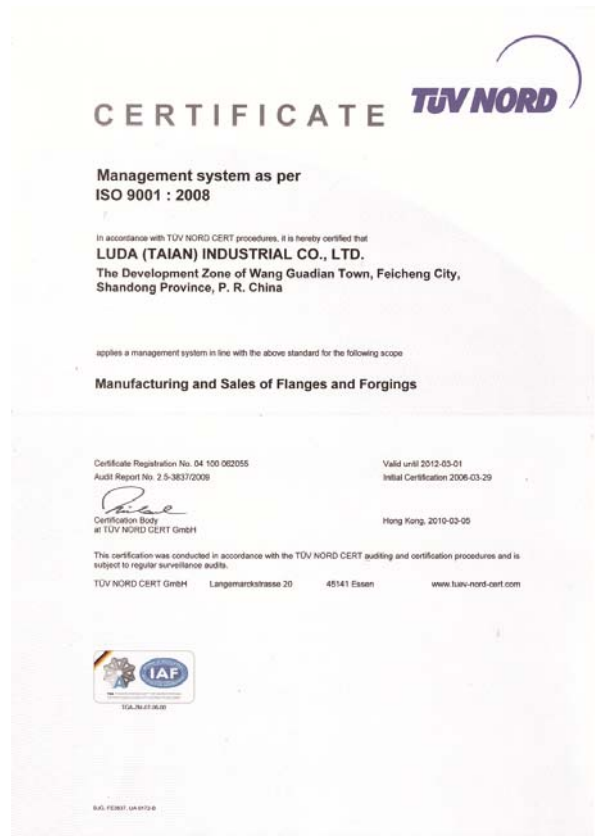 TÜV NORD
CERTIFICATE
Management system as per
ISO 9001 : 2008
In accordance with TÜV NORD CERT procedures, it is hereby certified that
LUDA (TAIAN) INDUSTRIAL CO., LTD.
The Development Zone of Wang Guadian Town, Feicheng City,
Shandong Province, P. R. China
applies a management system in line with the above standard for the following scope
Manufacturing and Sales of Flanges and Forgings
Certificate Registration No. 04 100 062055 Valid until 2012-03-01
Audit Report No. 2.5-3837/2009 Initial Certification 2006-03-29
Certification Body
at TÜV NORD CERT GmbH Hong Kong, 2010-03-05
This certification was conducted in accordance with the TÜV NORD CERT auditing and certification procedures and is
subject to regular surveillance audits.
TÜV NORD CERT GmbH Langemarckstrasse 20 45141 Essen www.tuev-nord-cert.com
IAF